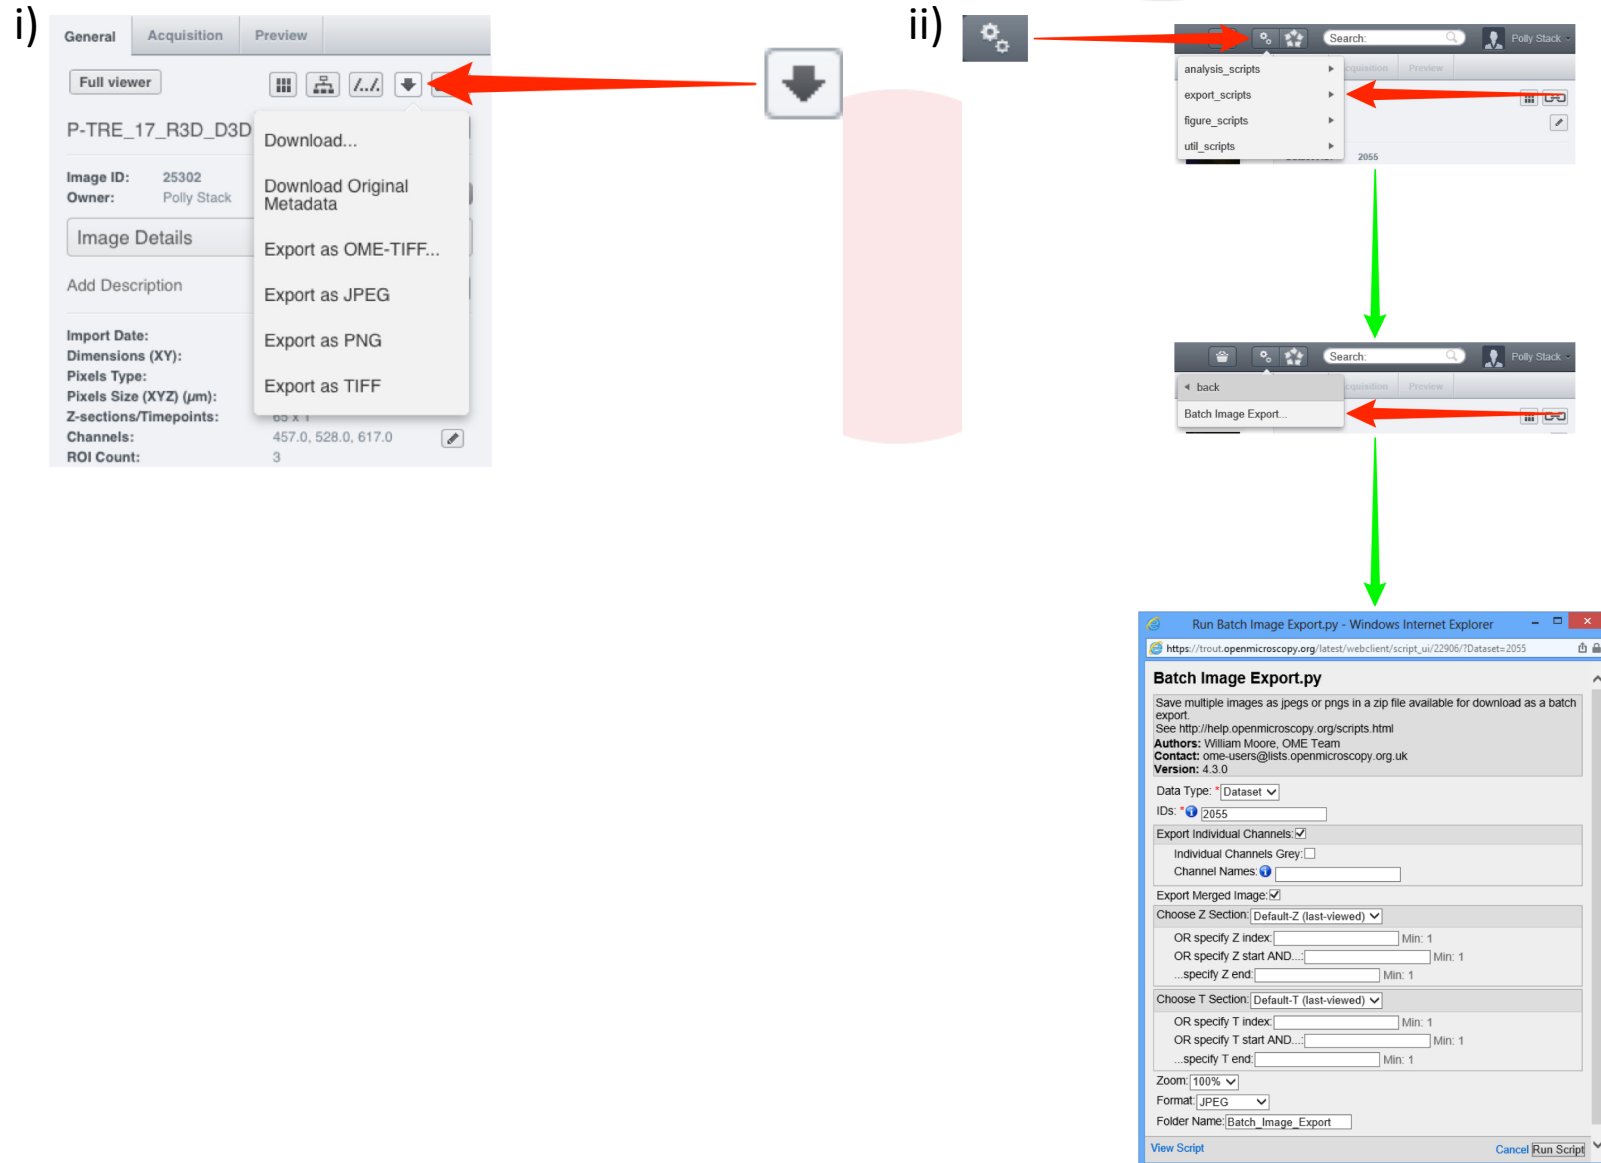 i)
General Acquisition Preview
Full viewer
P-TRE_17_R3D_D3D
Image ID: 25302
Owner: Polly Stack
Image Details
Add Description
Import Date:
Dimensions (XY):
Pixels Type:
Pixels Size (XYZ) (µm):
Z-sections/Timepoints: 65 x 1
Channels: 457.0, 528.0, 617.0
ROI Count: 3
Download...
Download Original
Metadata
Export as OME-TIFF...
Export as JPEG
Export as PNG
Export as TIFF
ii)
Search: Polly Stack
analysis_scripts
export_scripts
figure_scripts
util_scripts
Preview
2055
Search: Polly Stack
back
Preview
Batch Image Export...
Run Batch Image Export.py - Windows Internet Explorer
https://trout.openmicroscopy.org/latest/webclient/script_ui/22906/?Dataset=2055
Batch Image Export.py
Save multiple images as jpegs or pngs in a zip file available for download as a batch
export.
See http://help.openmicroscopy.org/scripts.html
Authors: William Moore, OME Team
Contact: ome-users@lists.openmicroscopy.org.uk
Version: 4.3.0
Data Type: * Dataset
IDs: * 2055
Export Individual Channels:
Individual Channels Grey:
Channel Names:
Export Merged Image:
Choose Z Section: Default-Z (last-viewed)
OR specify Z index: Min: 1
OR specify Z start AND...: Min: 1
...specify Z end: Min: 1
Choose T Section: Default-T (last-viewed)
OR specify T index: Min: 1
OR specify T start AND...: Min: 1
...specify T end: Min: 1
Zoom: 100%
Format: JPEG
Folder Name: Batch_Image_Export
View Script Cancel Run Script